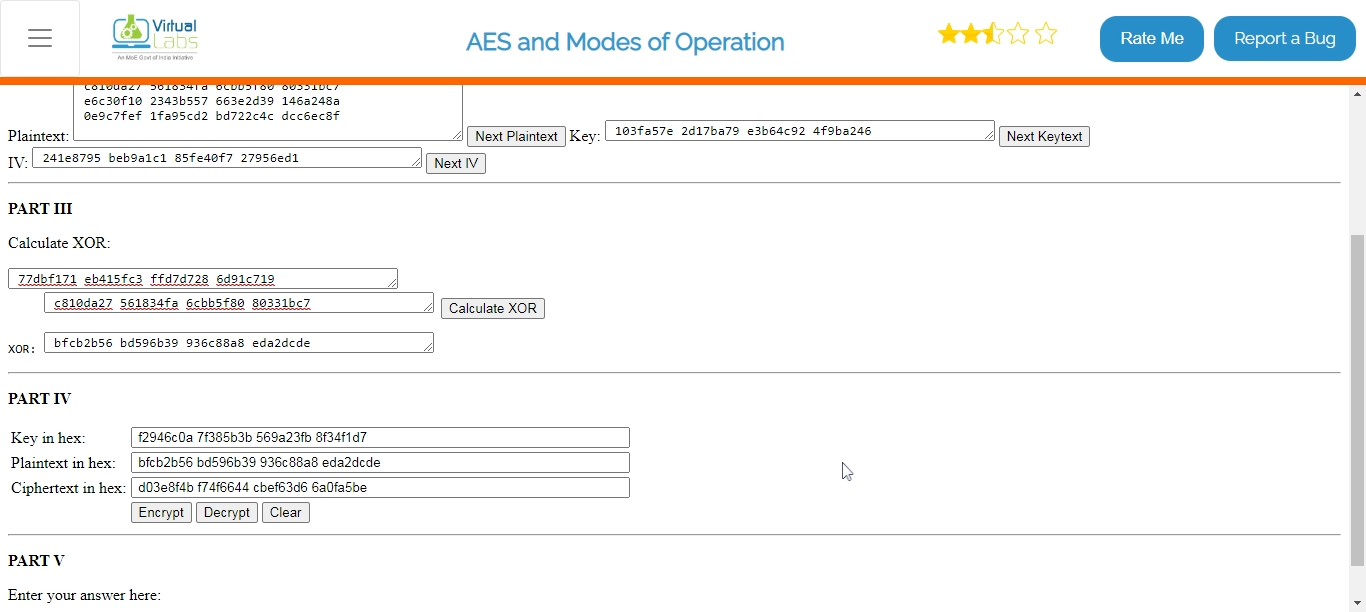 Virtual
Labs
An MoE Govt of India Initiative
AES and Modes of Operation
Rate Me
Report a Bug
c810da27 561834fa 6cbb5f80 80331bc7
e6c30f10 2343b557 663e2d39 146a248a
0e9c7fef 1fa95cd2 bd722c4c dcc6ec8f
Plaintext: Next Plaintext Key: 103fa57e 2d17ba79 e3b64c92 4f9ba246 Next Keytext
IV: 241e8795 beb9a1c1 85fe40f7 27956ed1 Next IV
PART III
Calculate XOR:
77dbf171 eb415fc3 ffd7d728 6d91c719
c810da27 561834fa 6cbb5f80 80331bc7 Calculate XOR
XOR: bfcb2b56 bd596b39 936c88a8 eda2dcde
PART IV
Key in hex: f2946c0a 7f385b3b 569a23fb 8f34f1d7
Plaintext in hex: bfcb2b56 bd596b39 936c88a8 eda2dcde
Ciphertext in hex: d03e8f4b f74f6644 cbef63d6 6a0fa5be
Encrypt Decrypt Clear
PART V
Enter your answer here: